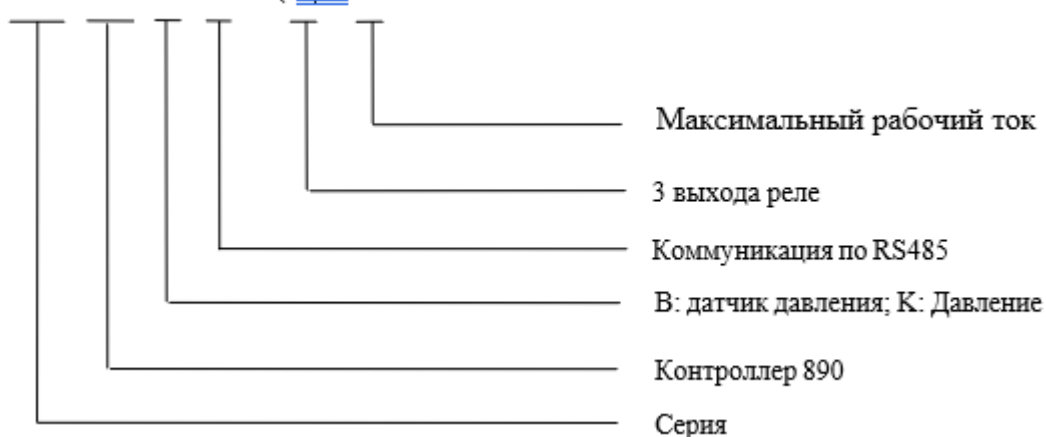 Максимальный рабочий ток
3 выхода реле
Коммуникация по RS485
В: датчик давления; К: Давление
Контроллер 890
Серия